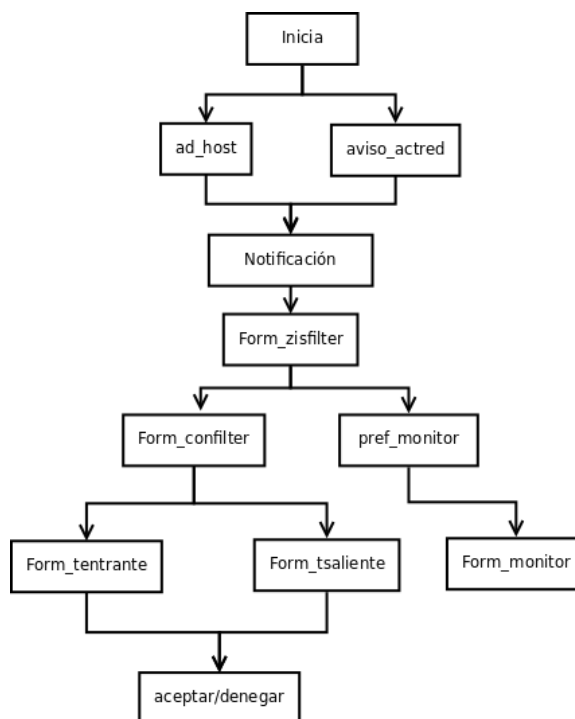 Inicia
ad_host
aviso_actred
Notificación
Form_zisfilter
Form_confilter
pref_monitor
Form_tentrante
Form_tsaliente
Form_monitor
aceptar/denegar